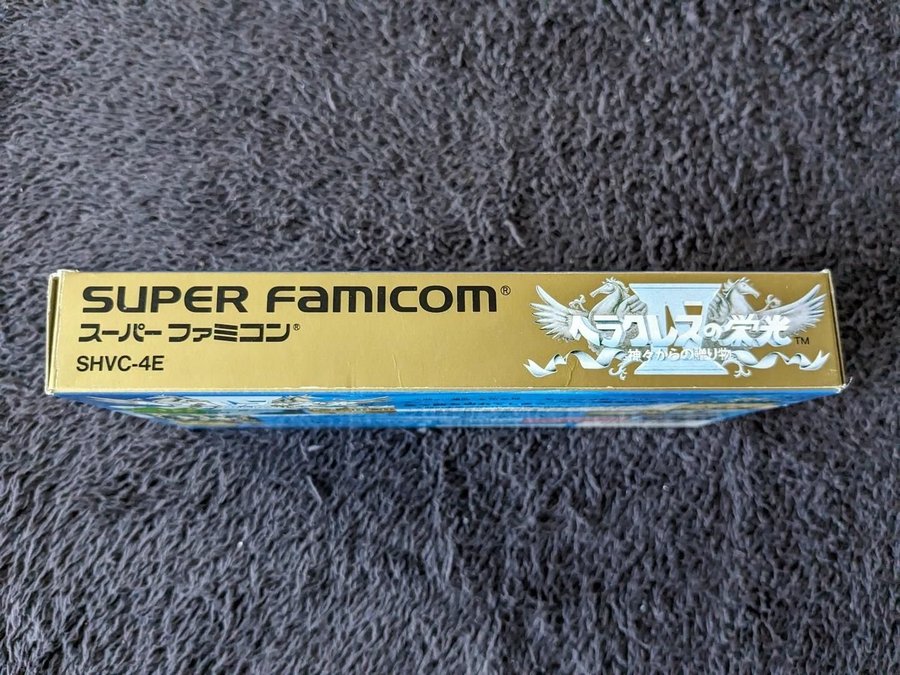 SUPER FAMICOM®
スーパーファミコン®
SHVC-4E
IV
ヘラクレスの栄光 TM
神々からの贈り物